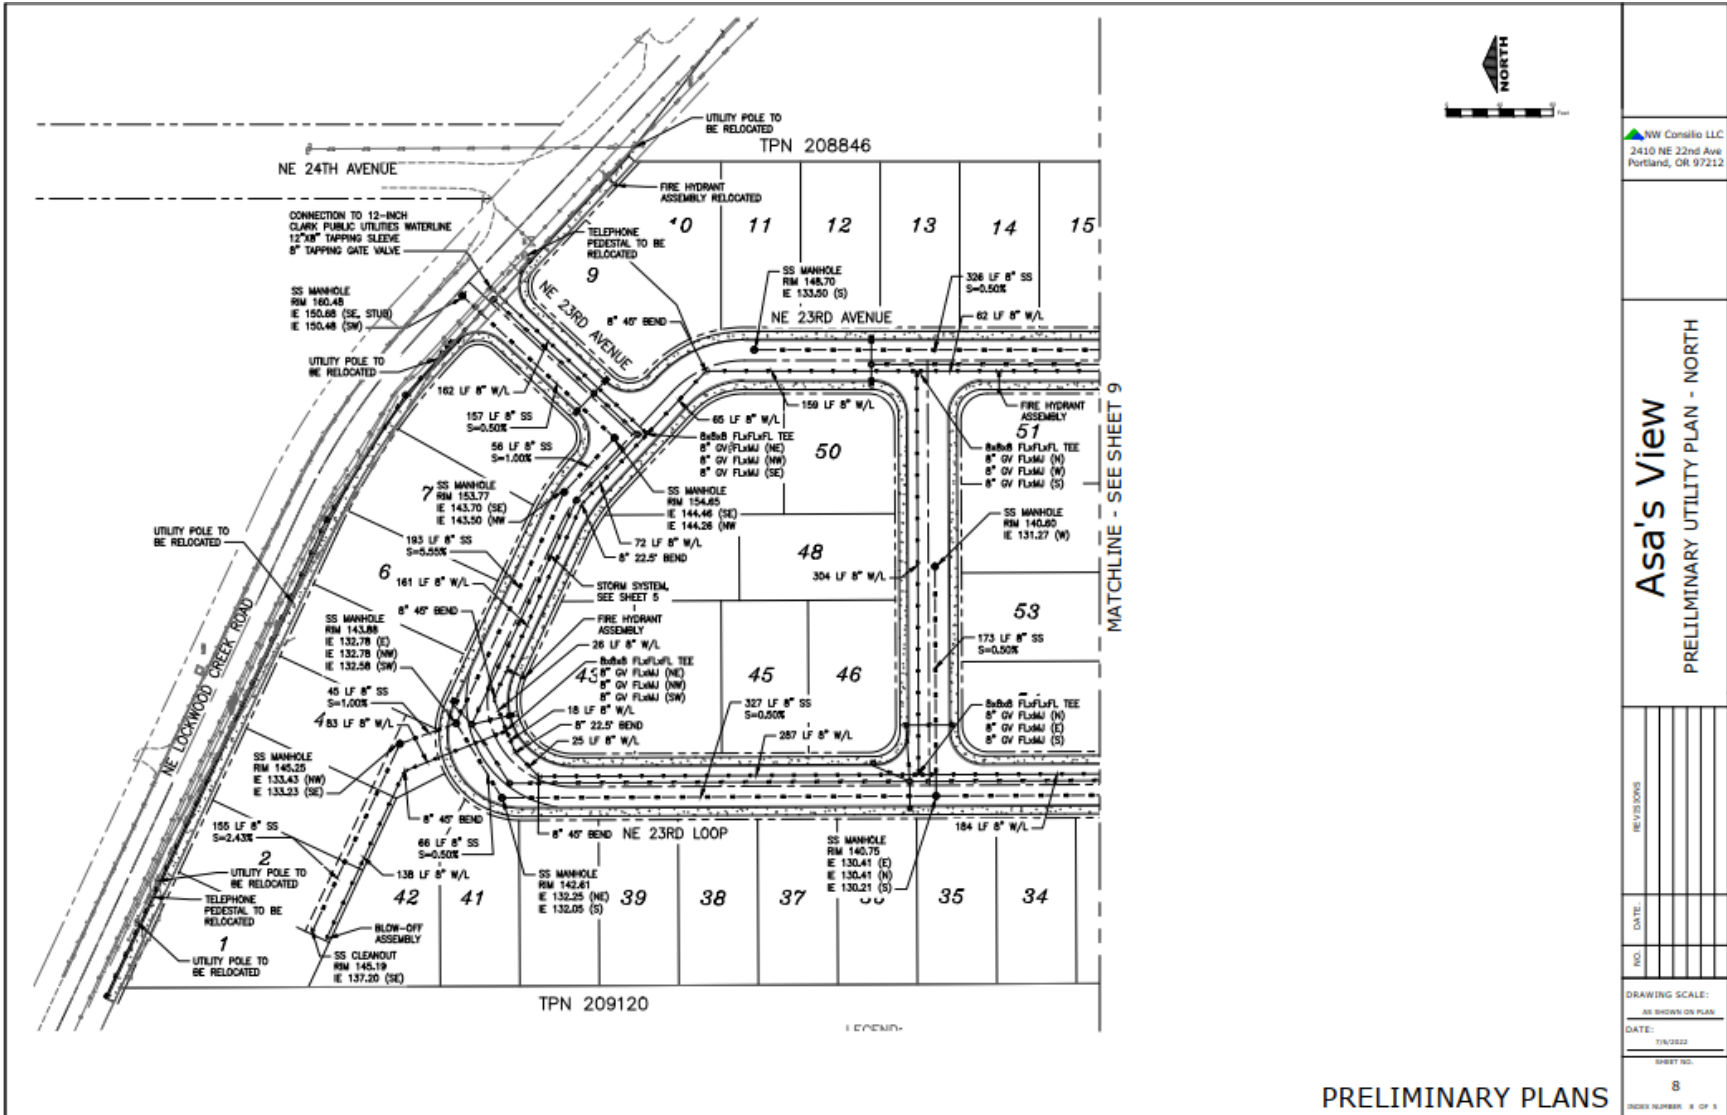 NORTH
Feet
NW Consilio LLC
2410 NE 22nd Ave
Portland, OR 97212
Asa's View
PRELILMINARY UTILITY PLAN - NORTH
REVISIONS
DATE.
NO.
DRAWING SCALE:
AS SHOWN ON PLAN
DATE:
7/6/2022
SHEET NO.
8
INDEX NUMBER 8 OF
PRELIMINARY PLANS
MATCHLINE - SEE SHEET 9
UTILITY POLE TO
BE RELOCATED
TPN 208846
NE 24TH AVENUE
FIRE HYDRANT
ASSEMBLY RELOCATED
CONNECTION TO 12-INCH
CLARK PUBLIC UTILITIES WATERLINE
12"X8" TAPPING SLEEVE
8" TAPPING GATE VALVE
TELEPHONE
PEDESTAL TO BE
RELOCATED
9
11
12
13
14
15
SS MANHOLE
RIM 160.48
IE 150.68 (SE, STUB)
IE 150.48 (SW)
NE 23RD AVENUE
8" 45° BEND
SS MANHOLE
RIM 148.70
IE 133.50 (S)
NE 23RD AVENUE
326 LF 8" SS
S=0.50%
62 LF 8" W/L
UTILITY POLE TO
BE RELOCATED
162 LF 8" W/L
157 LF 8" SS
S=0.50%
56 LF 8" SS
S=1.00%
159 LF 8" W/L
65 LF 8" W/L
8x8x8 FLxFLxFL TEE
8" GV FLxMJ (NE)
8" GV FLxMJ (NW)
8" GV FLxMJ (SE)
50
FIRE HYDRANT
ASSEMBLY
51
8x8x8 FLxFLxFL TEE
8" GV FLxMJ (N)
8" GV FLxMJ (W)
8" GV FLxMJ (S)
7
SS MANHOLE
RIM 153.77
IE 143.70 (SE)
IE 143.50 (NW
SS MANHOLE
RIM 154.65
IE 144.46 (SE)
IE 144.26 (NW
SS MANHOLE
RIM 140.60
IE 131.27 (W)
UTILITY POLE TO
BE RELOCATED
193 LF 8" SS
S=5.55%
72 LF 8" W/L
8" 22.5° BEND
48
6
161 LF 8" W/L
STORM SYSTEM,
SEE SHEET 5
304 LF 8" W/L
8" 45° BEND
SS MANHOLE
RIM 143.88
IE 132.78 (E)
IE 132.78 (NW)
IE 132.58 (SW)
FIRE HYDRANT
ASSEMBLY
26 LF 8" W/L
8x8x8 FLxFLxFL TEE
8" GV FLxMJ (NE)
8" GV FLxMJ (NW)
8" GV FLxMJ (SW)
43
45
46
53
173 LF 8" SS
S=0.50%
NE LOCKWOOD CREEK ROAD
45 LF 8" SS
S=1.00%
4
83 LF 8" W/L
18 LF 8" W/L
8" 22.5° BEND
25 LF 8" W/L
327 LF 8" SS
S=0.50%
287 LF 8" W/L
8x8x8 FLxFLxFL TEE
8" GV FLxMJ (N)
8" GV FLxMJ (E)
8" GV FLxMJ (S)
SS MANHOLE
RIM 145.25
IE 133.43 (NW)
IE 133.23 (SE)
8" 45° BEND
155 LF 8" SS
S=2.43%
66 LF 8" SS
S=0.50%
8" 45° BEND
NE 23RD LOOP
184 LF 8" W/L
2
UTILITY POLE TO
BE RELOCATED
138 LF 8" W/L
SS MANHOLE
RIM 142.61
IE 132.25 (NE)
IE 132.05 (S)
SS MANHOLE
RIM 140.75
IE 130.41 (E)
IE 130.41 (N)
IE 130.21 (S)
TELEPHONE
PEDESTAL TO BE
RELOCATED
42
41
39
38
37
35
34
1
UTILITY POLE TO
BE RELOCATED
BLOW-OFF
ASSEMBLY
SS CLEANOUT
RIM 145.19
IE 137.20 (SE)
TPN 209120
LEGEND: